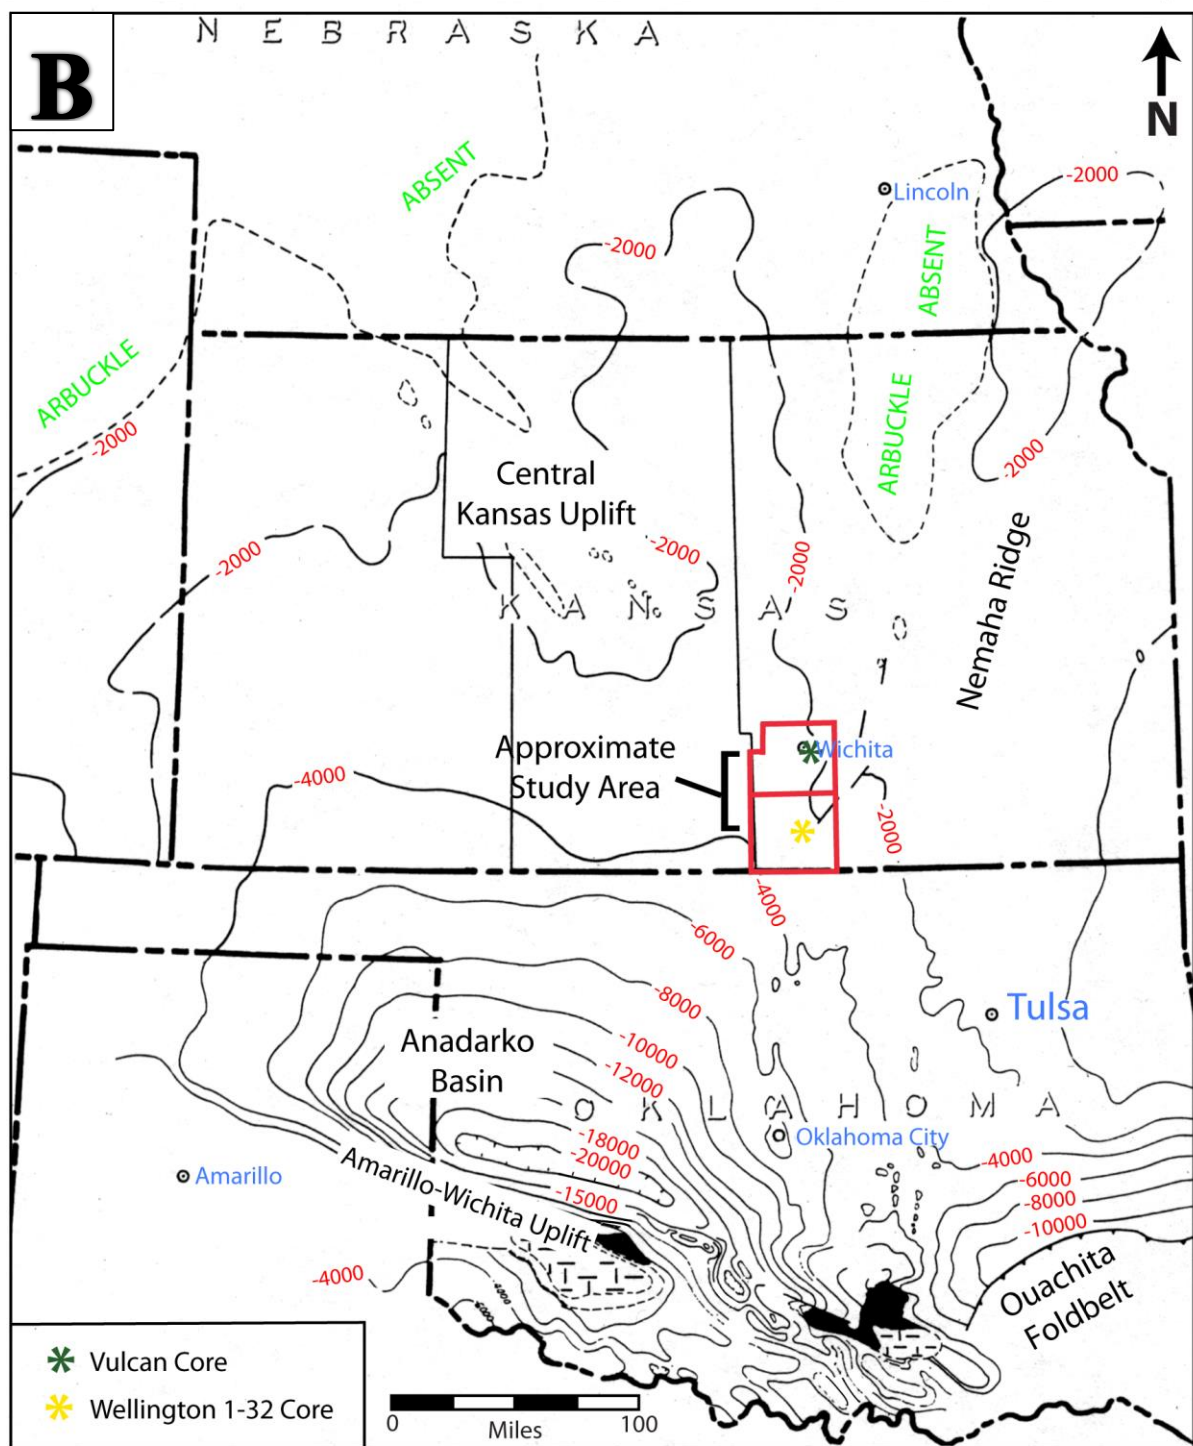 B
N E B R A S K A
N
ABSENT
Lincoln
-2000
-2000
ABSENT
ARBUCKLE
ARBUCKLE
-2000
-2000
Central
Kansas Uplift
-2000
-2000
-2000
K A N S A S
Nemaha Ridge
Approximate
Study Area
Wichita
-4000
-2000
-4000
-6000
-8000
Tulsa
Anadarko
Basin
-10000
-12000
O K L A H O M A
-18000
-20000
Oklahoma City
-4000
-6000
-8000
-10000
Amarillo
Amarillo-Wichita Uplift
-15000
-4000
Ouachita
Foldbelt
Vulcan Core
Wellington 1-32 Core
0 100
Miles